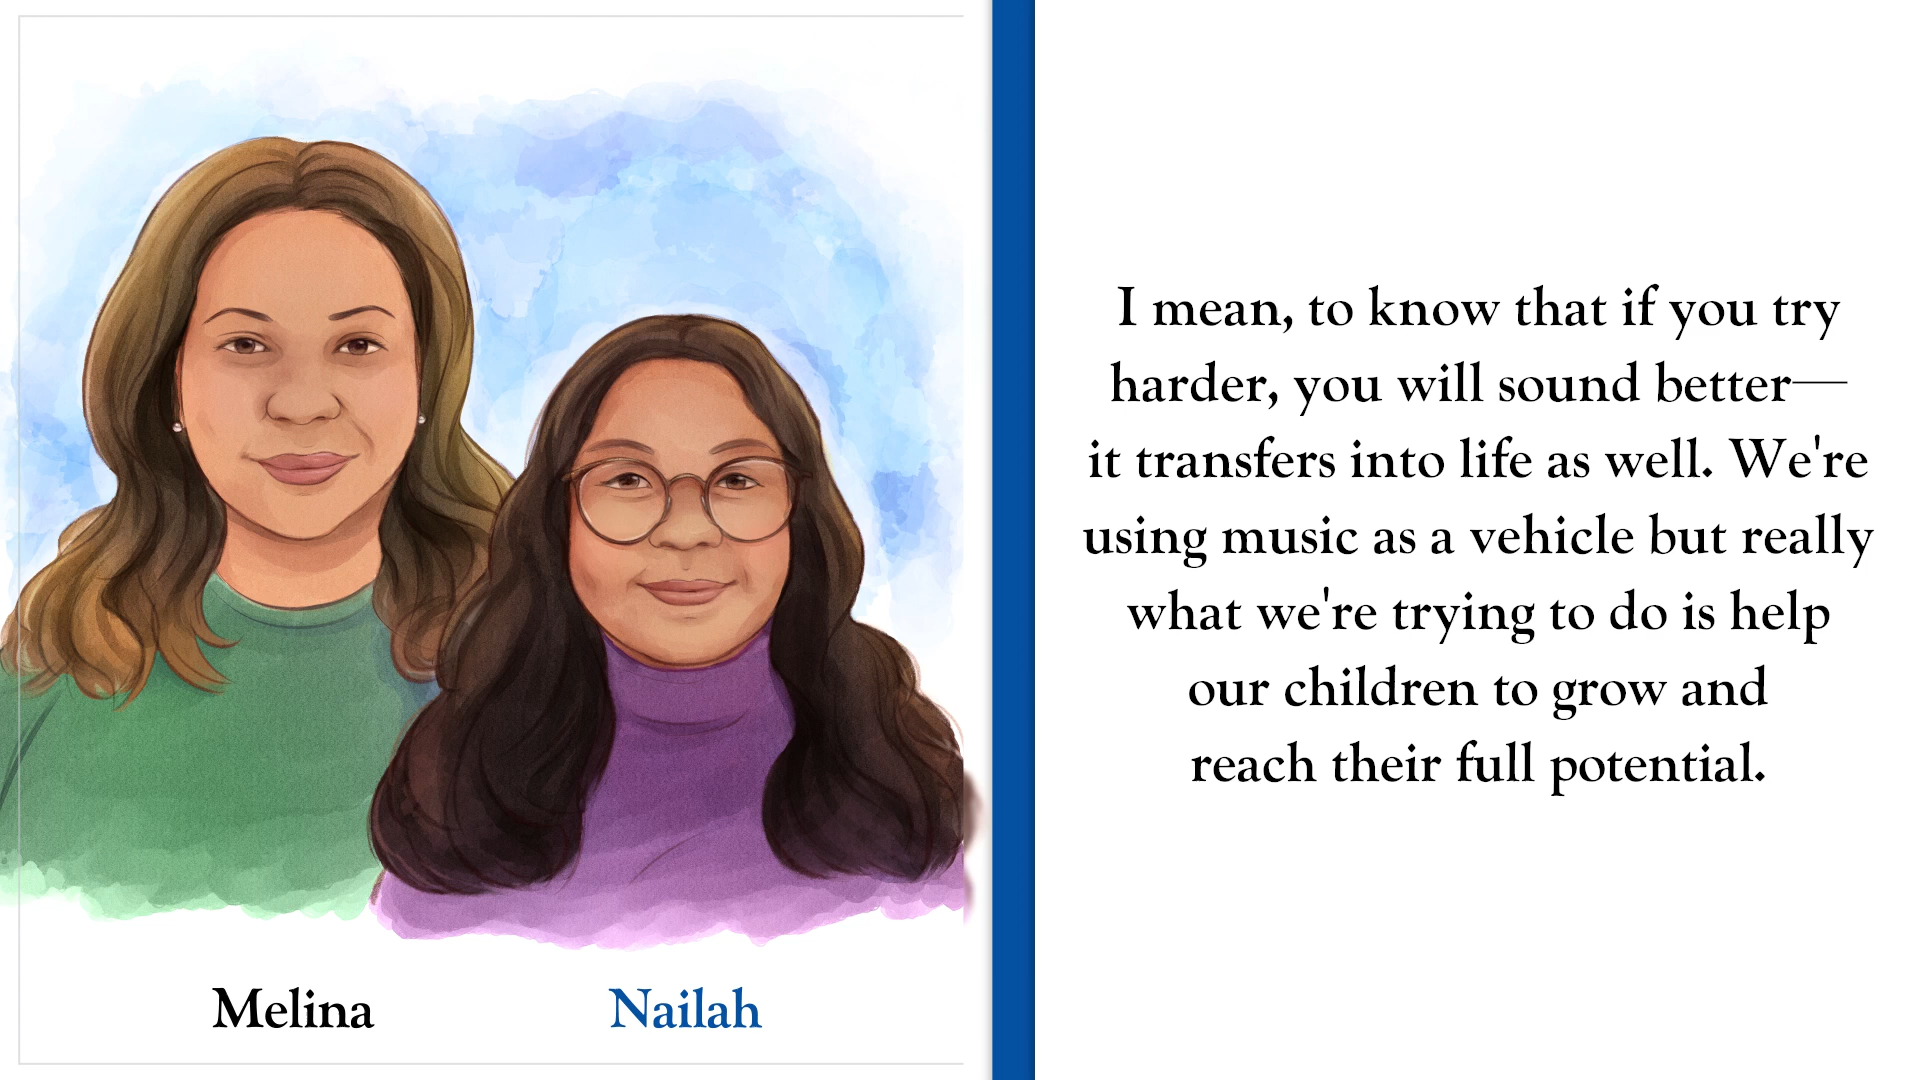 Melina
Nailah
I mean, to know that if you try
harder, you will sound better—
it transfers into life as well. We're
using music as a vehicle but really
what we're trying to do is help
our children to grow and
reach their full potential.